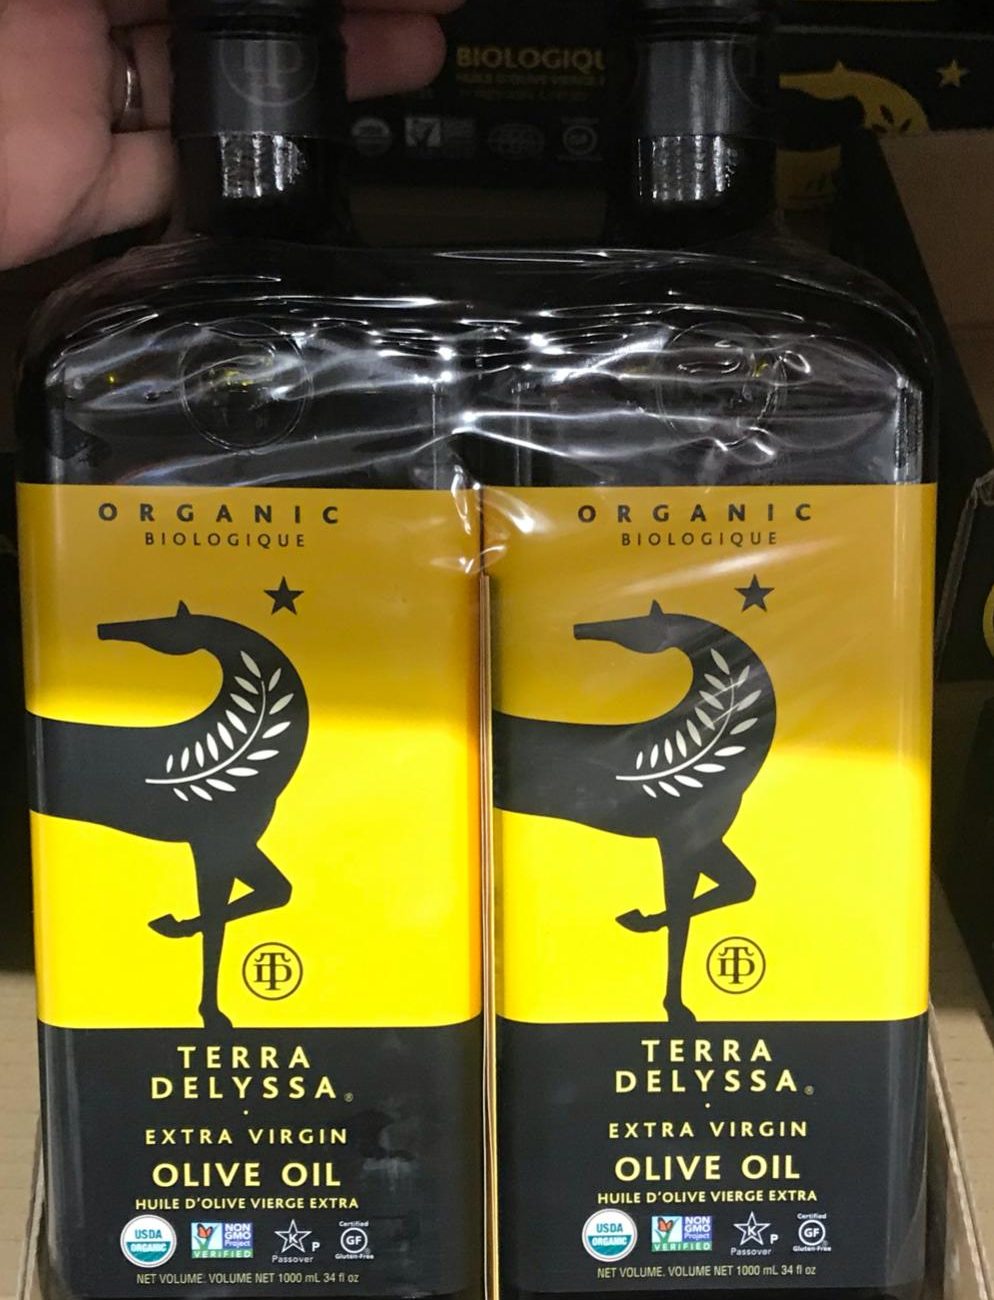 BIOLOGIQU
ORGANIC
BIOLOGIQUE
TD
TERRA
DELYSSA®
EXTRA VIRGIN
OLIVE OIL
HUILE D'OLIVE VIERGE EXTRA
USDA
ORGANIC
NON
GMO
Project
VERIFIED
K P
Passover
Certified
GF
Gluten-Free
NET VOLUME. VOLUME NET 1000 mL 34 fl oz
ORGANIC
BIOLOGIQUE
TD
TERRA
DELYSSA®
EXTRA VIRGIN
OLIVE OIL
HUILE D'OLIVE VIERGE EXTRA
USDA
ORGANIC
NON
GMO
Project
VERIFIED
K P
Passover
Certified
GF
Gluten-Free
NET VOLUME. VOLUME NET 1000 mL 34 fl oz